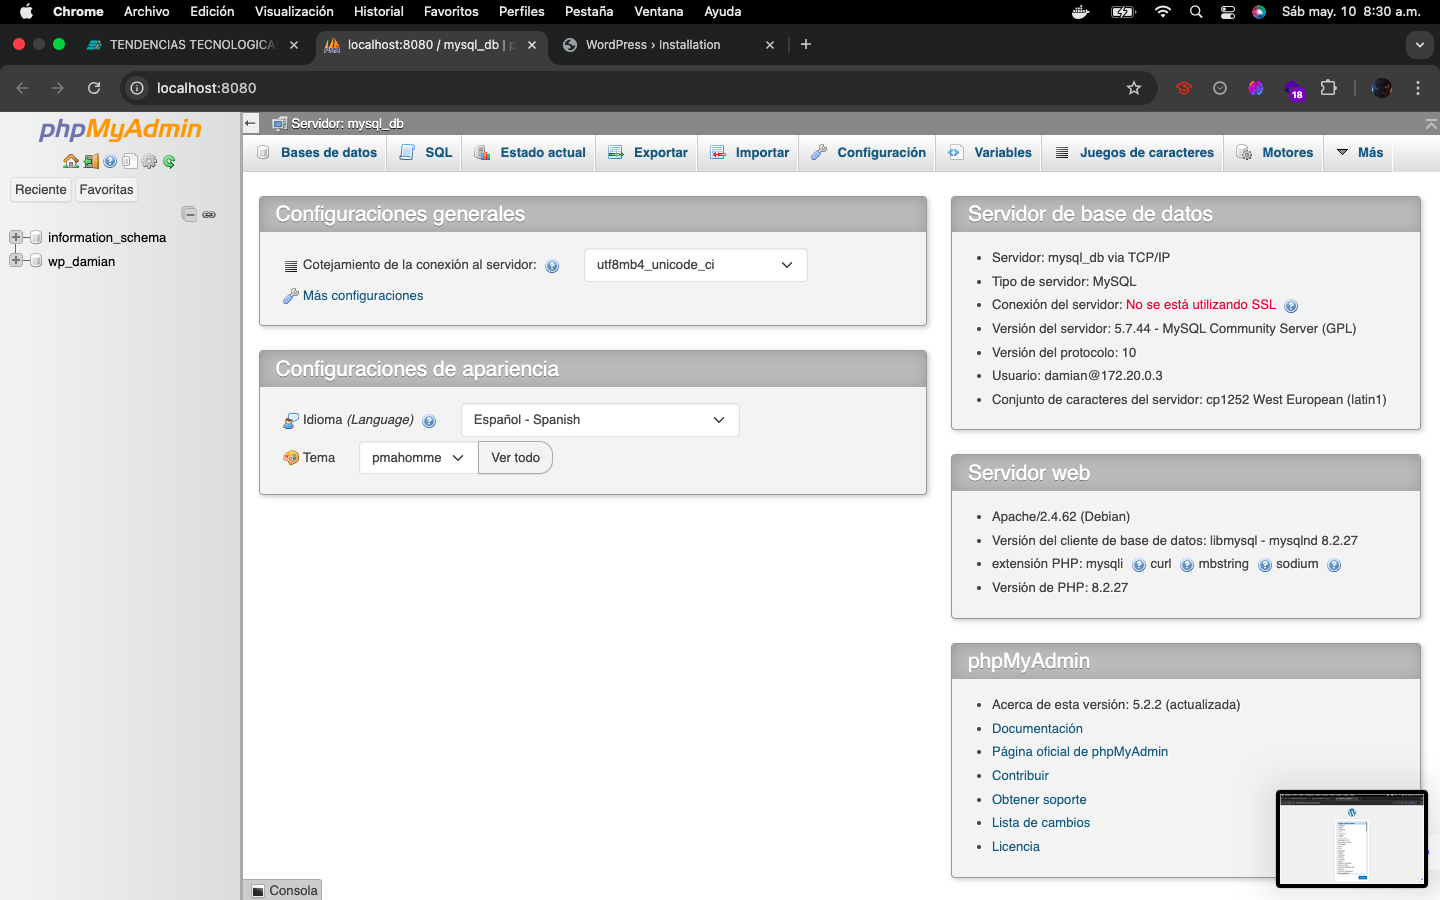 Chrome Archivo Edición Visualización Historial Favoritos Perfiles Pestaña Ventana Ayuda Sáb may. 10 8:30 a.m.
TENDENCIAS TECNOLOGICA localhost:8080 / mysql_db | p WordPress › Installation
localhost:8080
18
phpMyAdmin
Reciente Favoritas
information_schema
wp_damian
Servidor: mysql_db
Bases de datos SQL Estado actual Exportar Importar Configuración Variables Juegos de caracteres Motores Más
Configuraciones generales
Cotejamiento de la conexión al servidor: utf8mb4_unicode_ci
Más configuraciones
Configuraciones de apariencia
Idioma (Language) Español - Spanish
Tema pmahomme Ver todo
Servidor de base de datos
Servidor: mysql_db via TCP/IP
Tipo de servidor: MySQL
Conexión del servidor: No se está utilizando SSL
Versión del servidor: 5.7.44 - MySQL Community Server (GPL)
Versión del protocolo: 10
Usuario: damian@172.20.0.3
Conjunto de caracteres del servidor: cp1252 West European (latin1)
Servidor web
Apache/2.4.62 (Debian)
Versión del cliente de base de datos: libmysql - mysqlnd 8.2.27
extensión PHP: mysqli curl mbstring sodium
Versión de PHP: 8.2.27
phpMyAdmin
Acerca de esta versión: 5.2.2 (actualizada)
Documentación
Página oficial de phpMyAdmin
Contribuir
Obtener soporte
Lista de cambios
Licencia
Consola